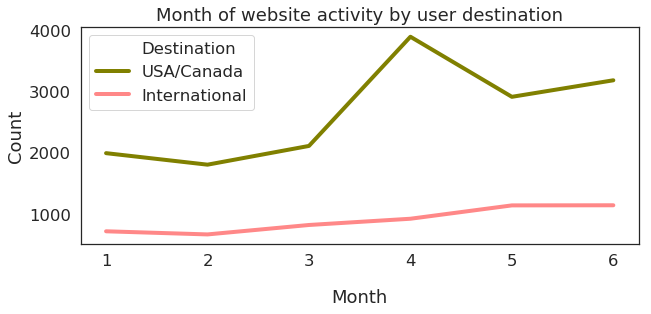 Month of website activity by user destination
Destination
USA/Canada
International
Count
4000
3000
2000
1000
1 2 3 4 5 6
Month